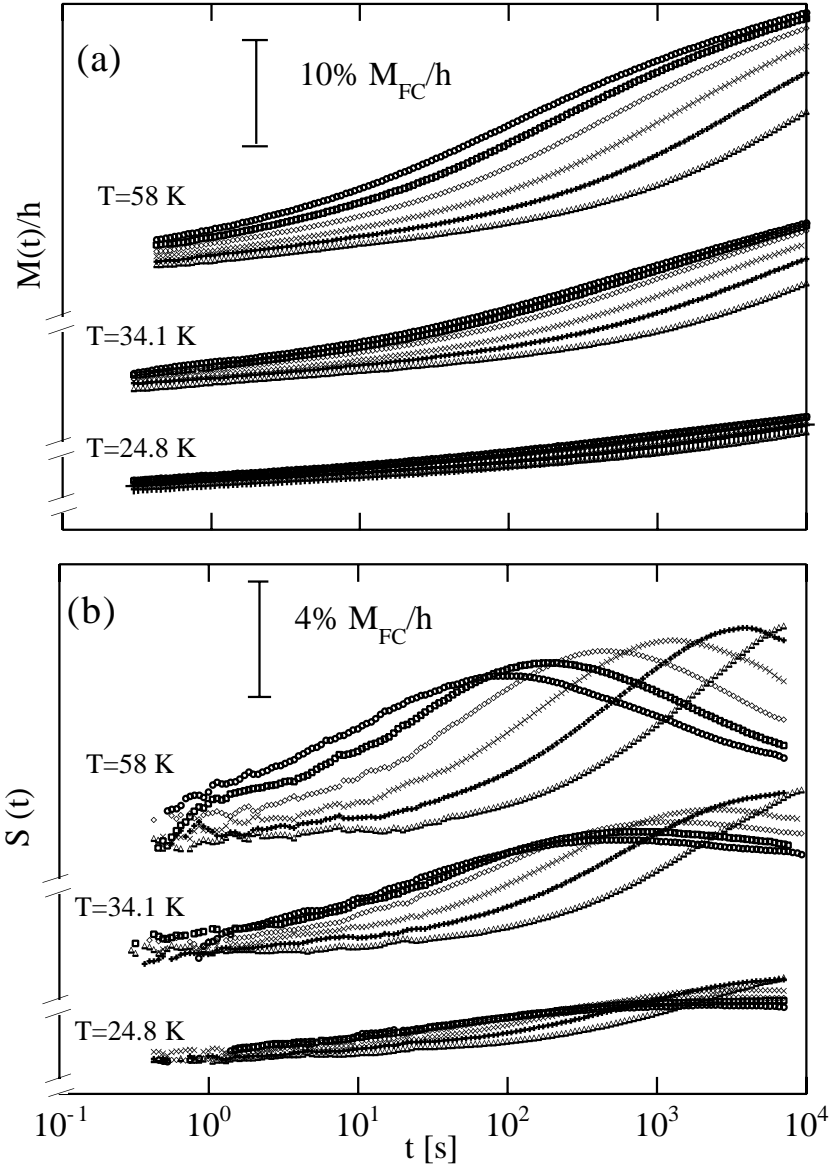 (a)
10% M_FC/h
T=58 K
T=34.1 K
T=24.8 K
M(t)/h
(b)
4% M_FC/h
T=58 K
T=34.1 K
T=24.8 K
S (t)
10^-1 10^0 10^1 10^2 10^3 10^4
t [s]